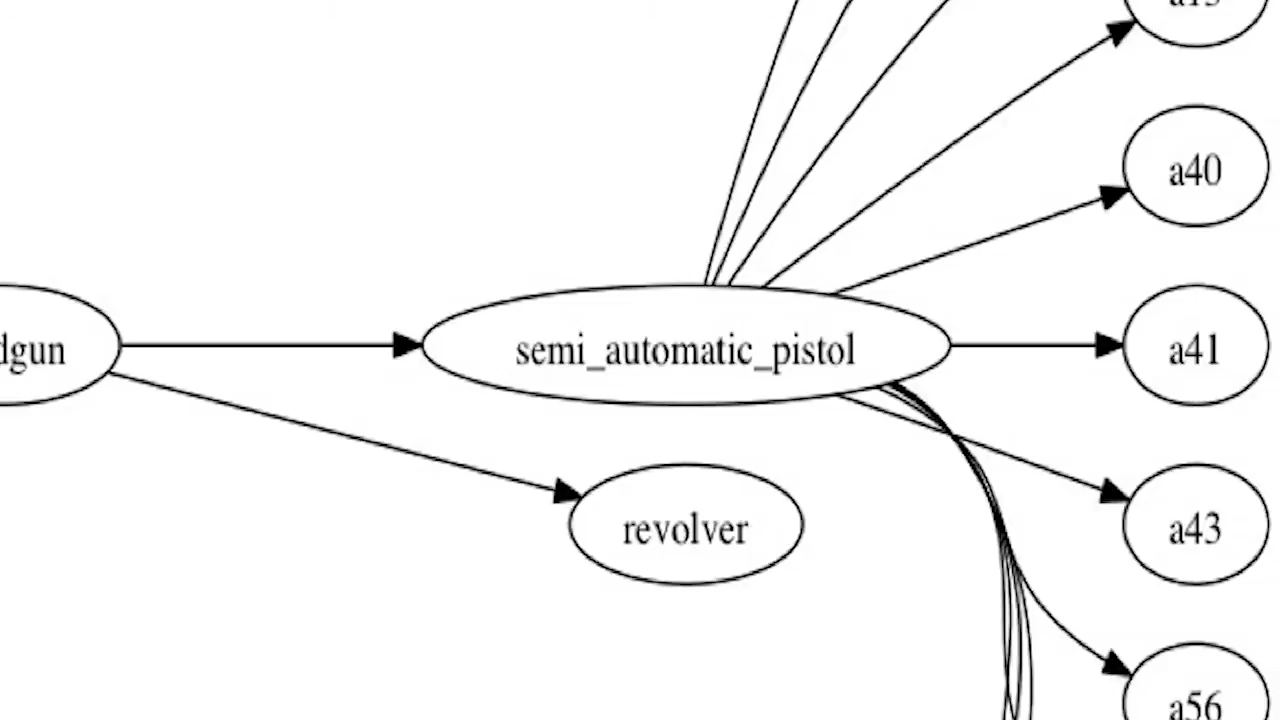 a40
dgun
semi_automatic_pistol
a41
revolver
a43
a56